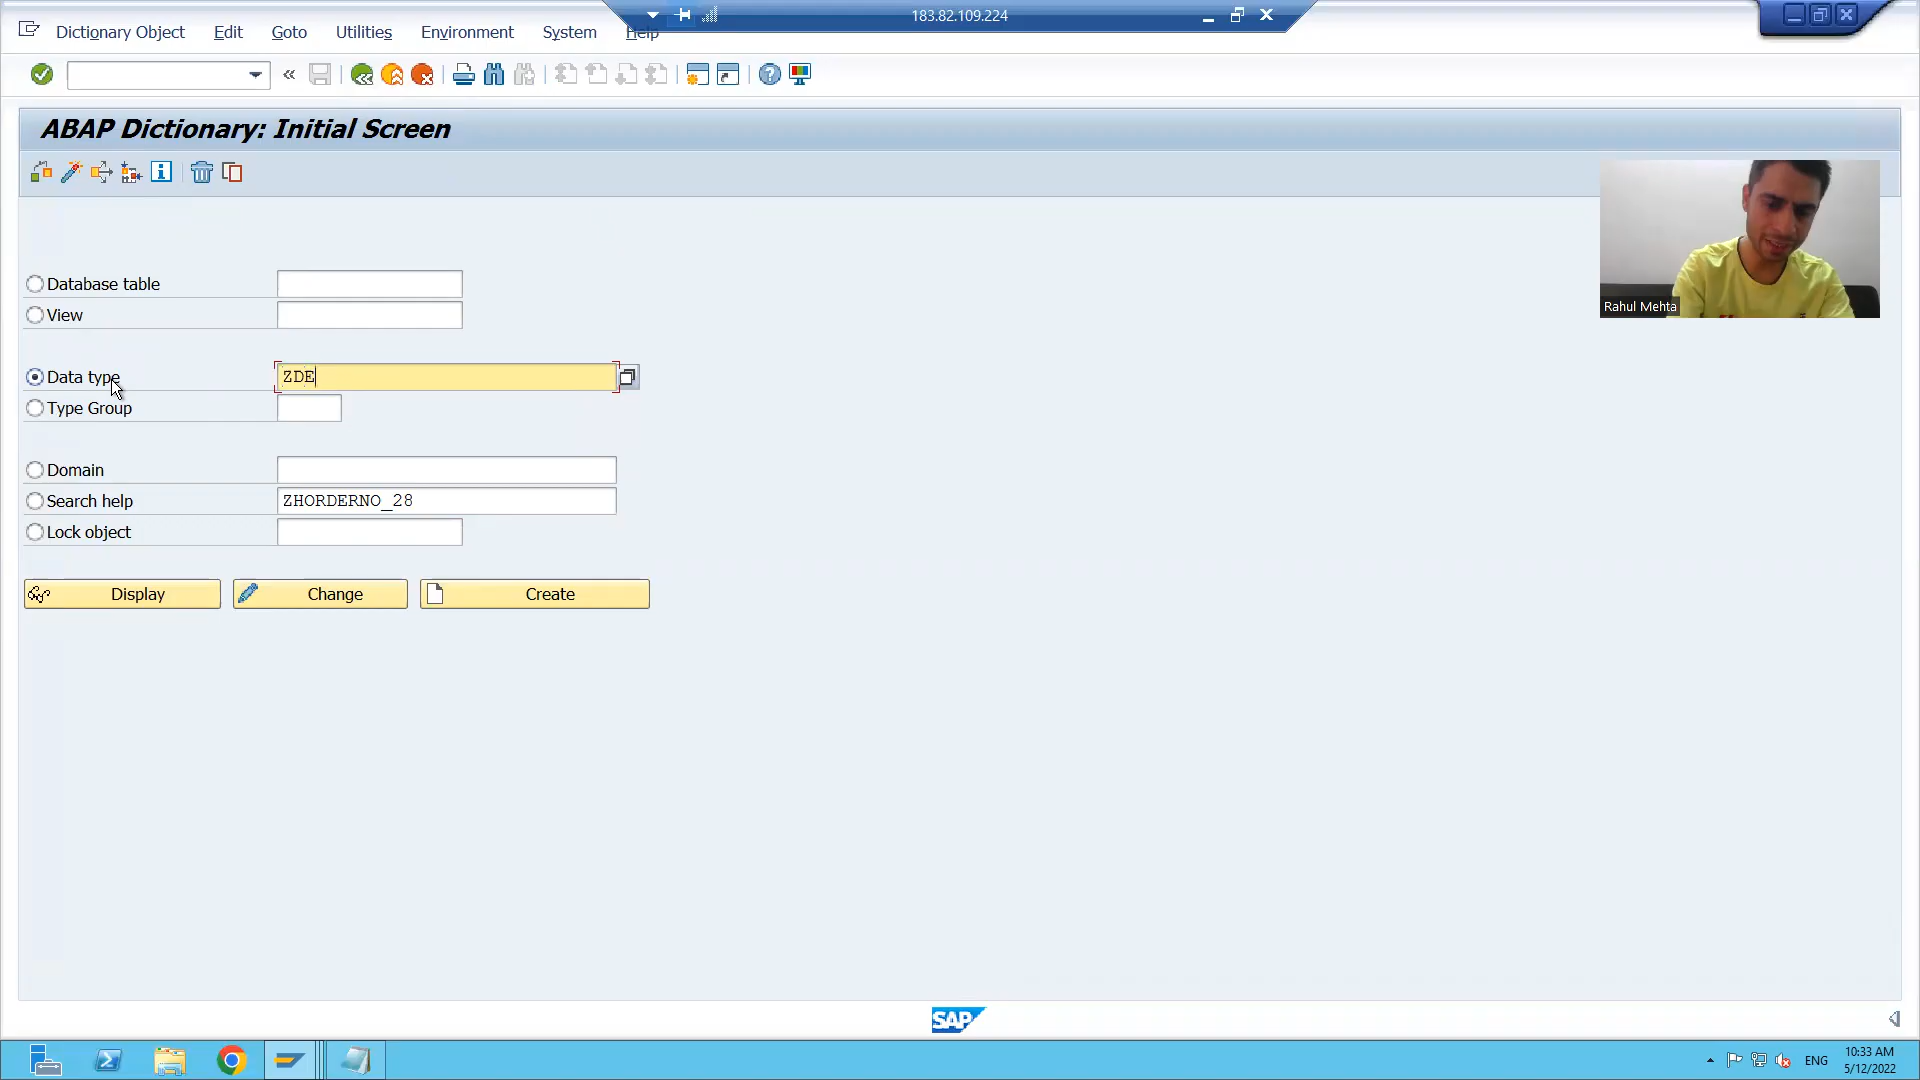 183.82.109.224
Dictionary Object Edit Goto Utilities Environment System Help
ABAP Dictionary: Initial Screen
Rahul Mehta
Database table
View
Data type ZDE
Type Group
Domain
Search help ZHORDERNO_28
Lock object
Display Change Create
SAP
ENG 10:33 AM
5/12/2022